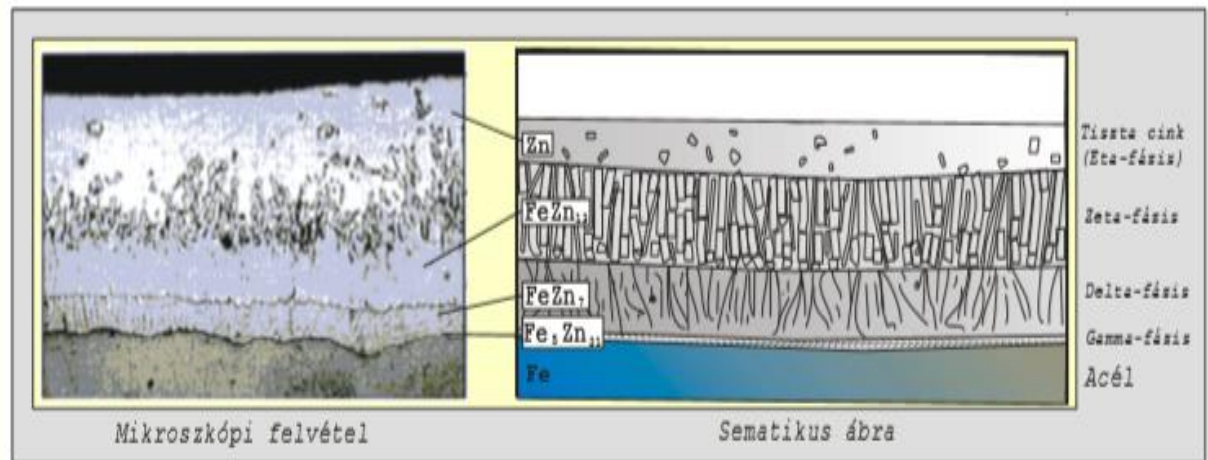 Zn
FeZn₁₃
FeZn₇
Fe₅Zn₂₁
Fe
Tiszta cink
(Eta-fázis)
Zeta-fázis
Delta-fázis
Gamma-fázis
Acél
Mikroszkópi felvétel
Sematikus ábra